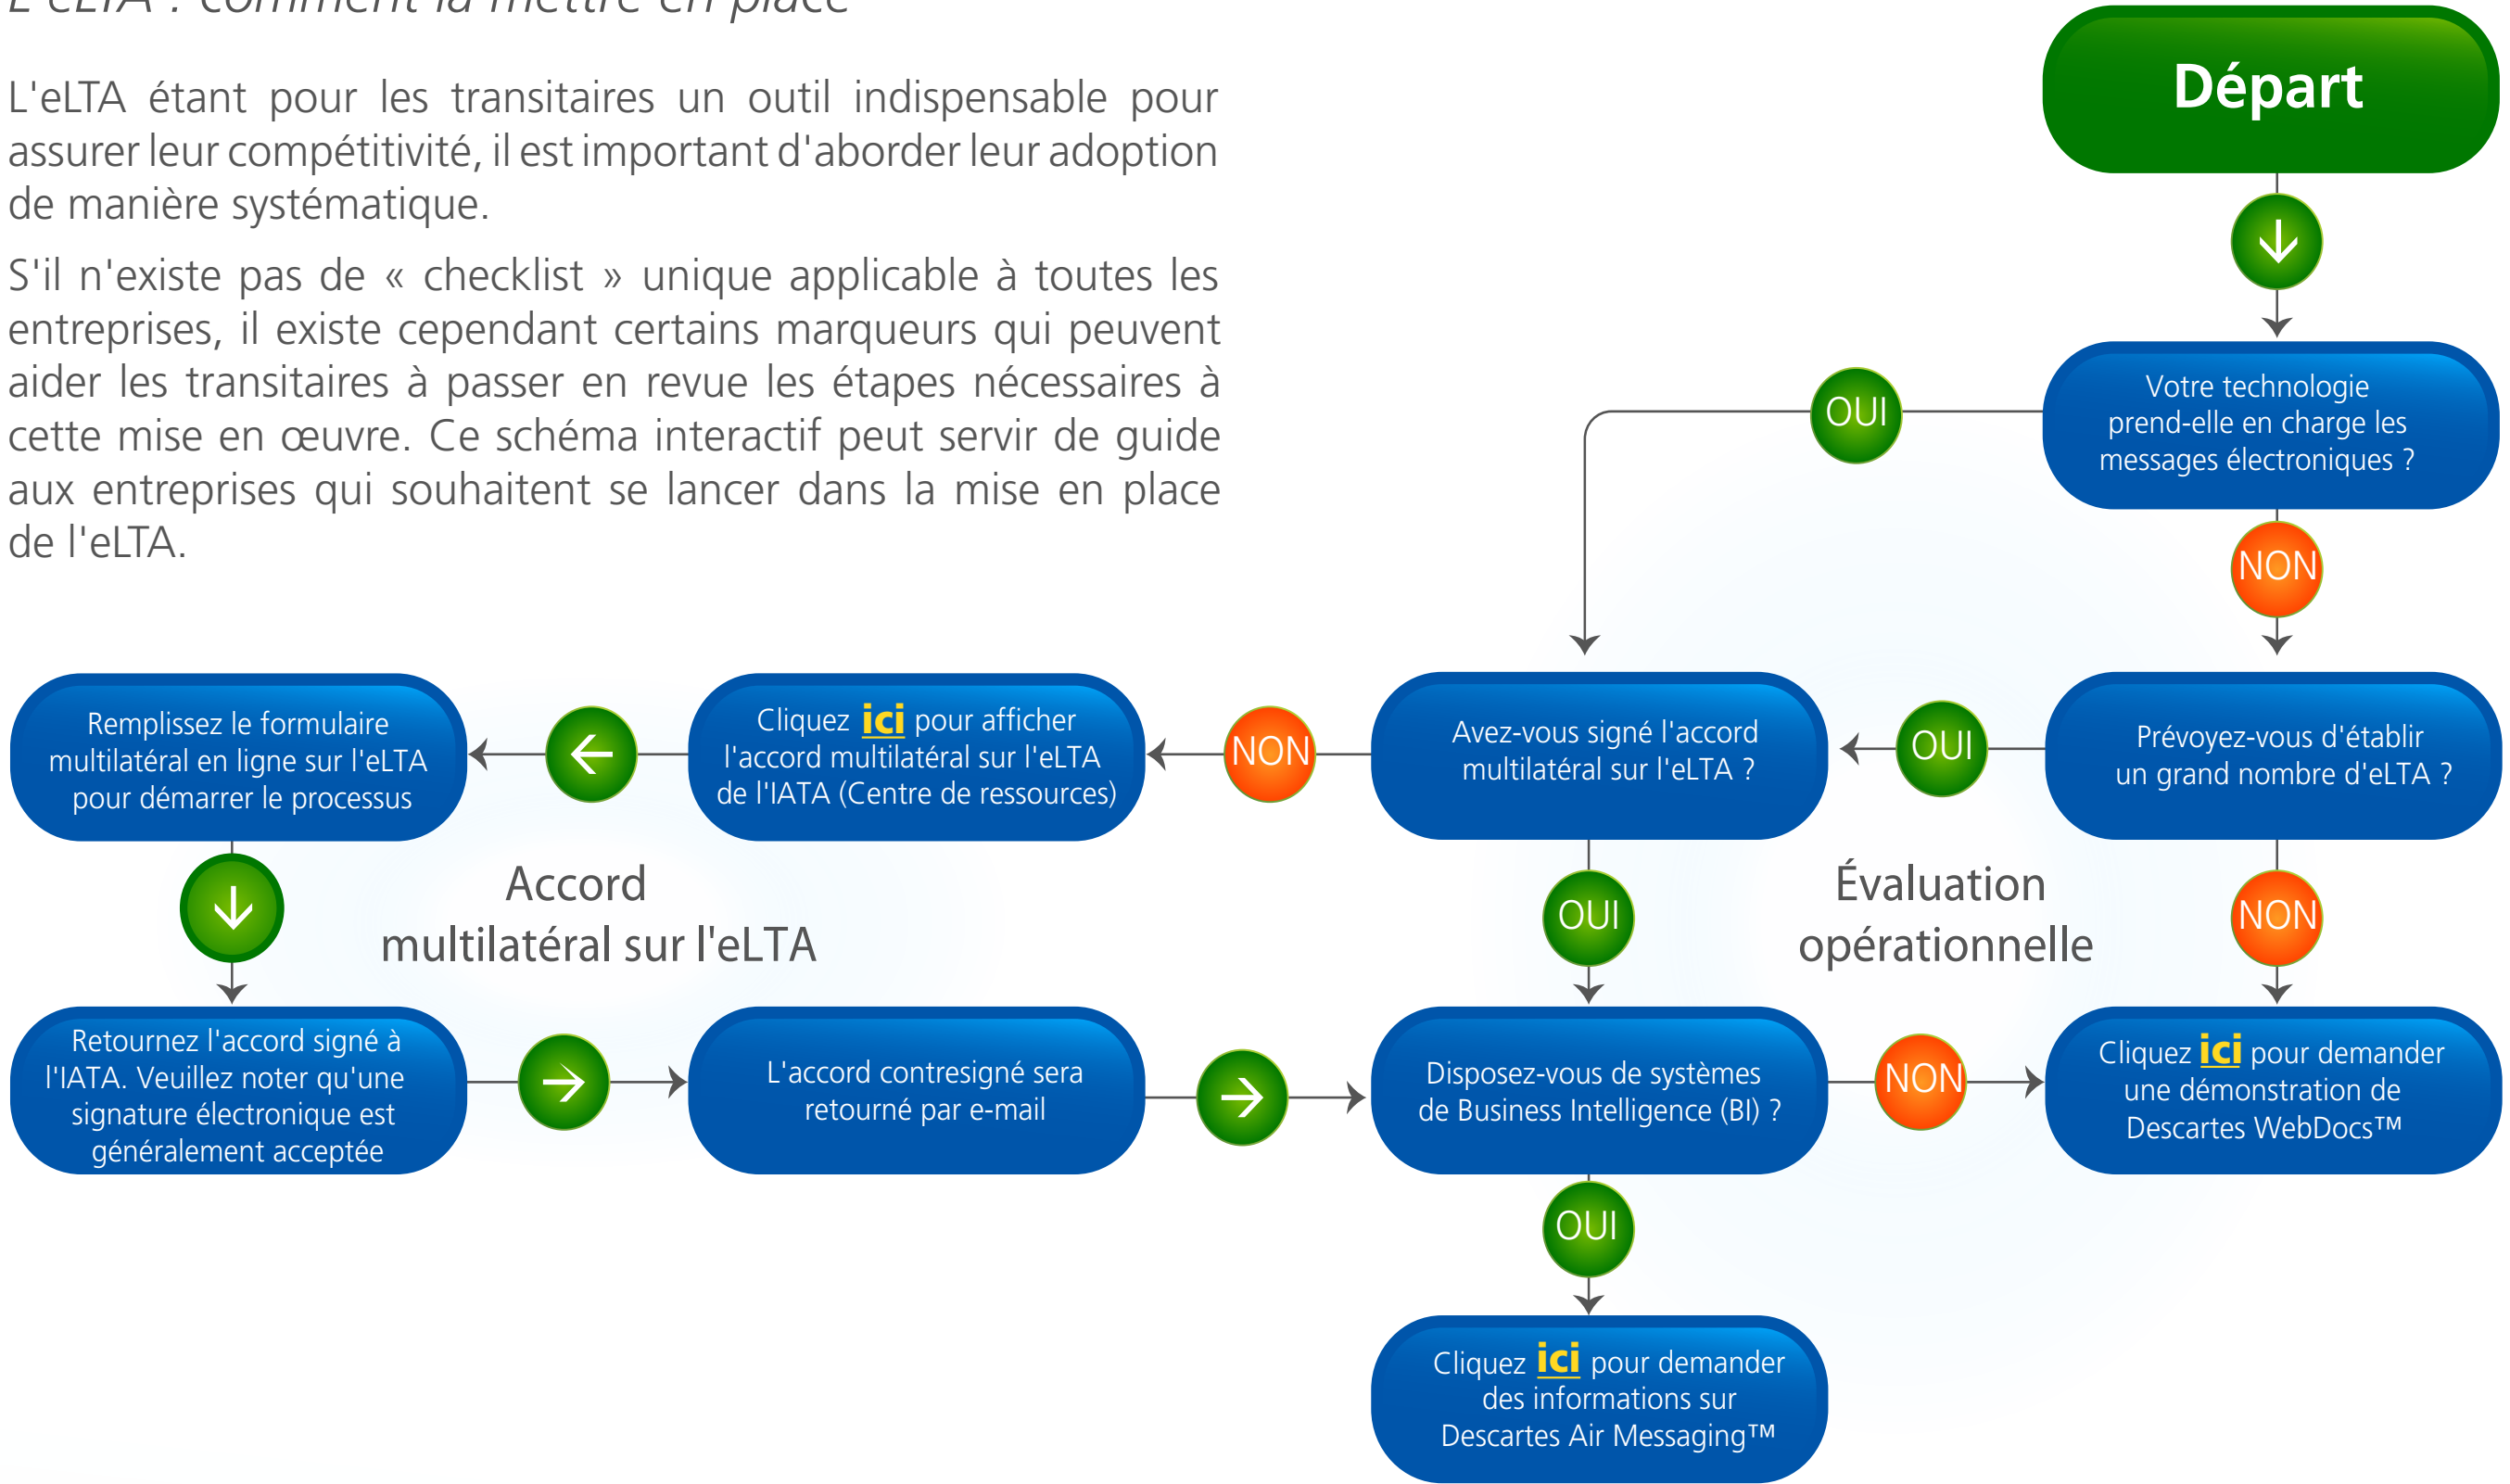 L'eLTA : comment la mettre en place
L'eLTA étant pour les transitaires un outil indispensable pour
assurer leur compétitivité, il est important d'aborder leur adoption
de manière systématique.
S'il n'existe pas de « checklist » unique applicable à toutes les
entreprises, il existe cependant certains marqueurs qui peuvent
aider les transitaires à passer en revue les étapes nécessaires à
cette mise en œuvre. Ce schéma interactif peut servir de guide
aux entreprises qui souhaitent se lancer dans la mise en place
de l'eLTA.
Départ
Votre technologie
prend-elle en charge les
messages électroniques ?
OUI
NON
Remplissez le formulaire
multilatéral en ligne sur l'eLTA
pour démarrer le processus
Cliquez ici pour afficher
l'accord multilatéral sur l'eLTA
de l'IATA (Centre de ressources)
NON
Avez-vous signé l'accord
multilatéral sur l'eLTA ?
OUI
Prévoyez-vous d'établir
un grand nombre d'eLTA ?
Accord
multilatéral sur l'eLTA
OUI
Évaluation
opérationnelle
NON
Retournez l'accord signé à
l'IATA. Veuillez noter qu'une
signature électronique est
généralement acceptée
L'accord contresigné sera
retourné par e-mail
Disposez-vous de systèmes
de Business Intelligence (BI) ?
NON
Cliquez ici pour demander
une démonstration de
Descartes WebDocs™
OUI
Cliquez ici pour demander
des informations sur
Descartes Air Messaging™